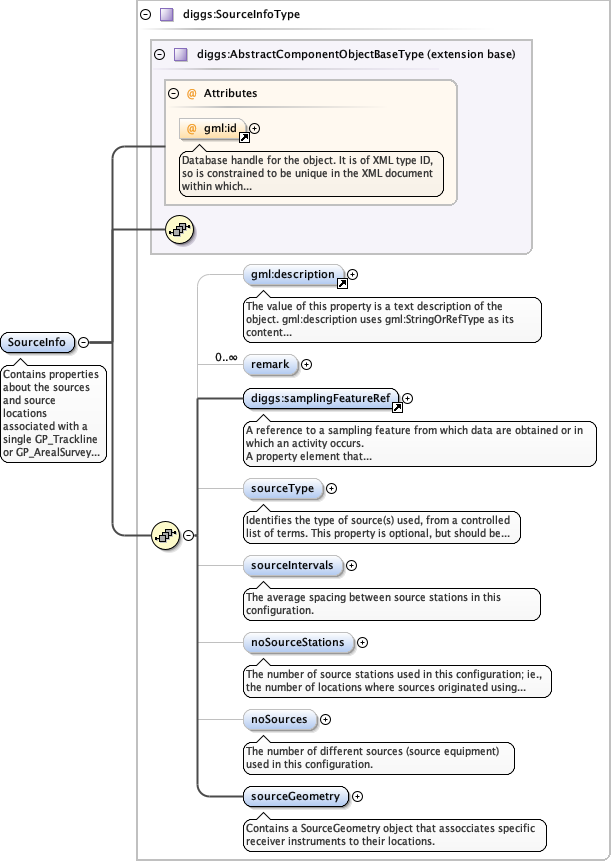 diggs:SourceInfoType
diggs:AbstractComponentObjectBaseType (extension base)
@ Attributes
@ gml:id
Database handle for the object. It is of XML type ID,
so is constrained to be unique in the XML document
within which...
SourceInfo
Contains properties
about the sources
and source
locations
associated with a
single GP_Trackline
or GP_ArealSurvey...
gml:description
The value of this property is a text description of the
object. gml:description uses gml:StringOrRefType as its
content...
0..∞
remark
diggs:samplingFeatureRef
A reference to a sampling feature from which data are obtained or in
which an activity occurs.
A property element that...
sourceType
Identifies the type of source(s) used, from a controlled
list of terms. This property is optional, but should be...
sourceIntervals
The average spacing between source stations in this
configuration.
noSourceStations
The number of source stations used in this configuration; ie.,
the number of locations where sources originated using...
noSources
The number of different sources (source equipment)
used in this configuration.
sourceGeometry
Contains a SourceGeometry object that assocciates specific
receiver instruments to their locations.